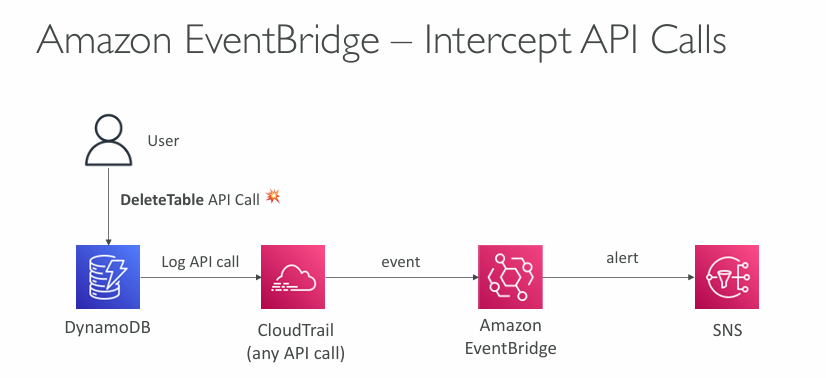 Amazon EventBridge – Intercept API Calls
User
DeleteTable API Call
Log API call
event
alert
DynamoDB
CloudTrail
(any API call)
Amazon
EventBridge
SNS